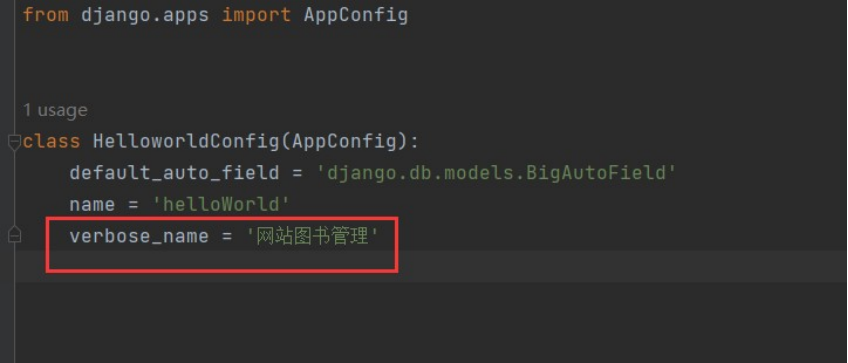 from django.apps import AppConfig
1 usage
class HelloworldConfig(AppConfig):
default_auto_field = 'django.db.models.BigAutoField'
name = 'helloWorld'
verbose_name = '网站图书管理'